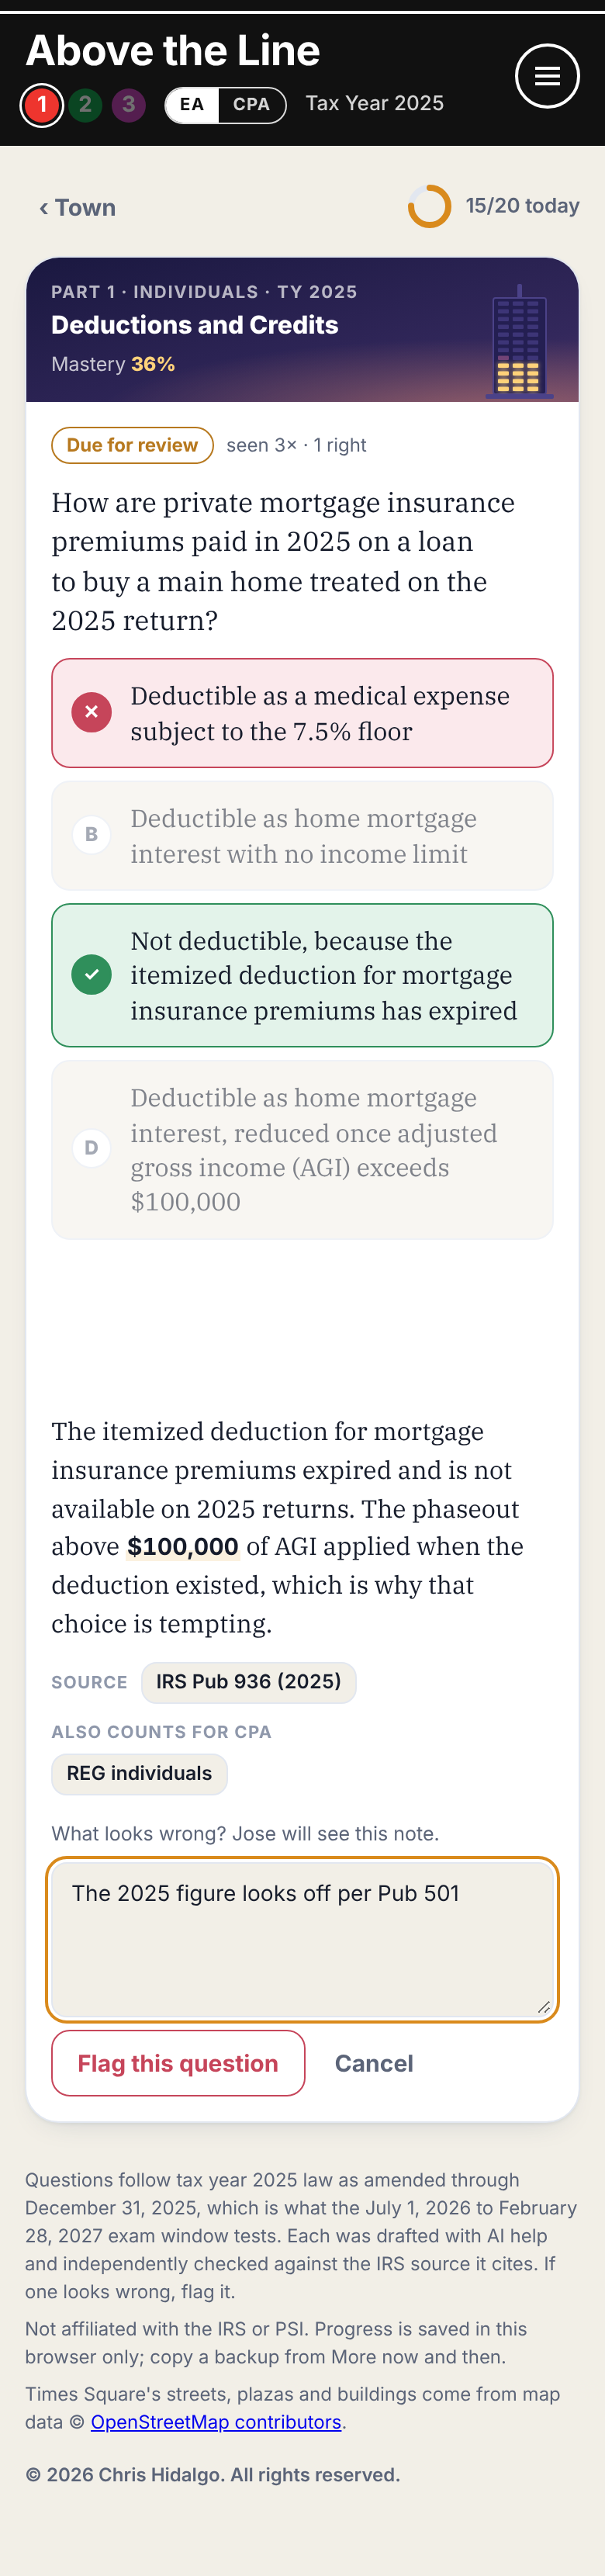 Above the Line
1 2 3 EA CPA Tax Year 2025
‹ Town 15/20 today
PART 1 · INDIVIDUALS · TY 2025
Deductions and Credits
Mastery 36%
Due for review seen 3× · 1 right
How are private mortgage insurance
premiums paid in 2025 on a loan
to buy a main home treated on the
2025 return?
Deductible as a medical expense
subject to the 7.5% floor
B Deductible as home mortgage
interest with no income limit
Not deductible, because the
itemized deduction for mortgage
insurance premiums has expired
D Deductible as home mortgage
interest, reduced once adjusted
gross income (AGI) exceeds
$100,000
The itemized deduction for mortgage
insurance premiums expired and is not
available on 2025 returns. The phaseout
above $100,000 of AGI applied when the
deduction existed, which is why that
choice is tempting.
SOURCE IRS Pub 936 (2025)
ALSO COUNTS FOR CPA
REG individuals
What looks wrong? Jose will see this note.
The 2025 figure looks off per Pub 501
Flag this question Cancel
Questions follow tax year 2025 law as amended through
December 31, 2025, which is what the July 1, 2026 to February
28, 2027 exam window tests. Each was drafted with AI help
and independently checked against the IRS source it cites. If
one looks wrong, flag it.
Not affiliated with the IRS or PSI. Progress is saved in this
browser only; copy a backup from More now and then.
Times Square's streets, plazas and buildings come from map
data © OpenStreetMap contributors.
© 2026 Chris Hidalgo. All rights reserved.